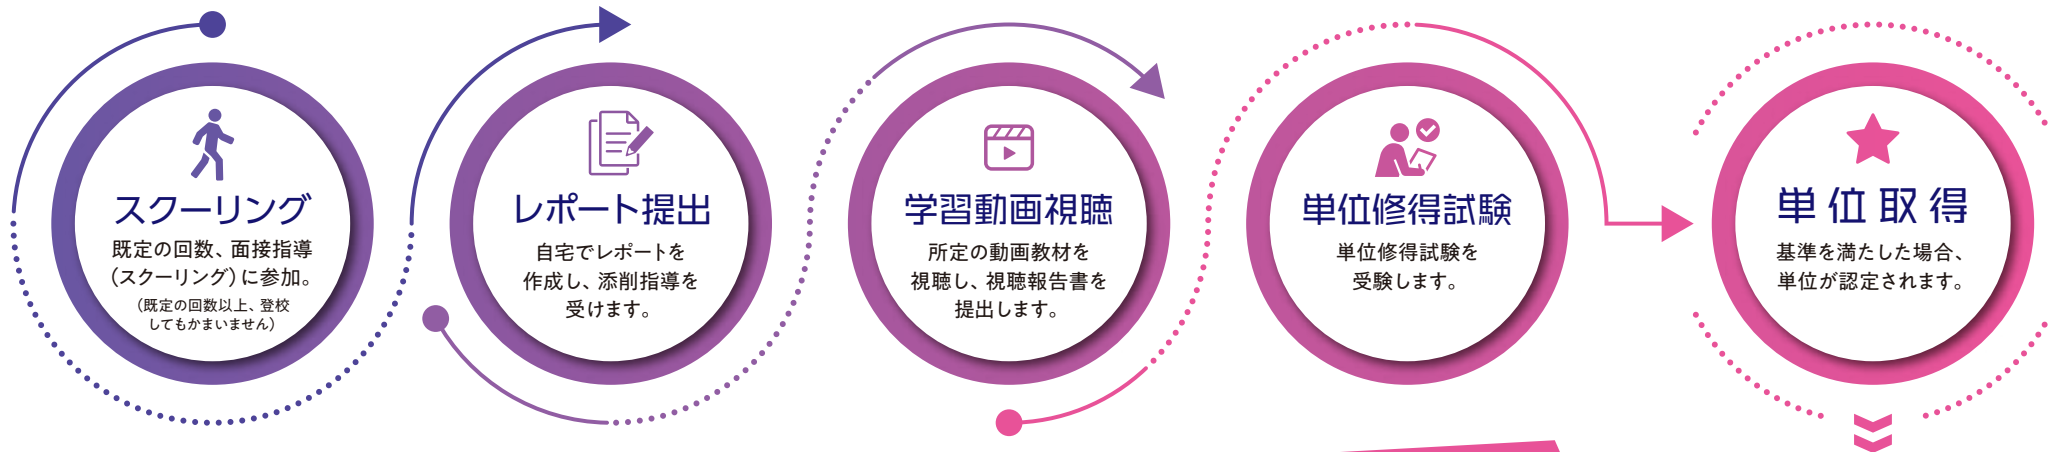 スクーリング
既定の回数、面接指導
（スクーリング）に参加。
（既定の回数以上、登校
してもかまいません）
レポート提出
自宅でレポートを
作成し、添削指導を
受けます。
学習動画視聴
所定の動画教材を
視聴し、視聴報告書を
提出します。
単位修得試験
単位修得試験を
受験します。
単位取得
基準を満たした場合、
単位が認定されます。